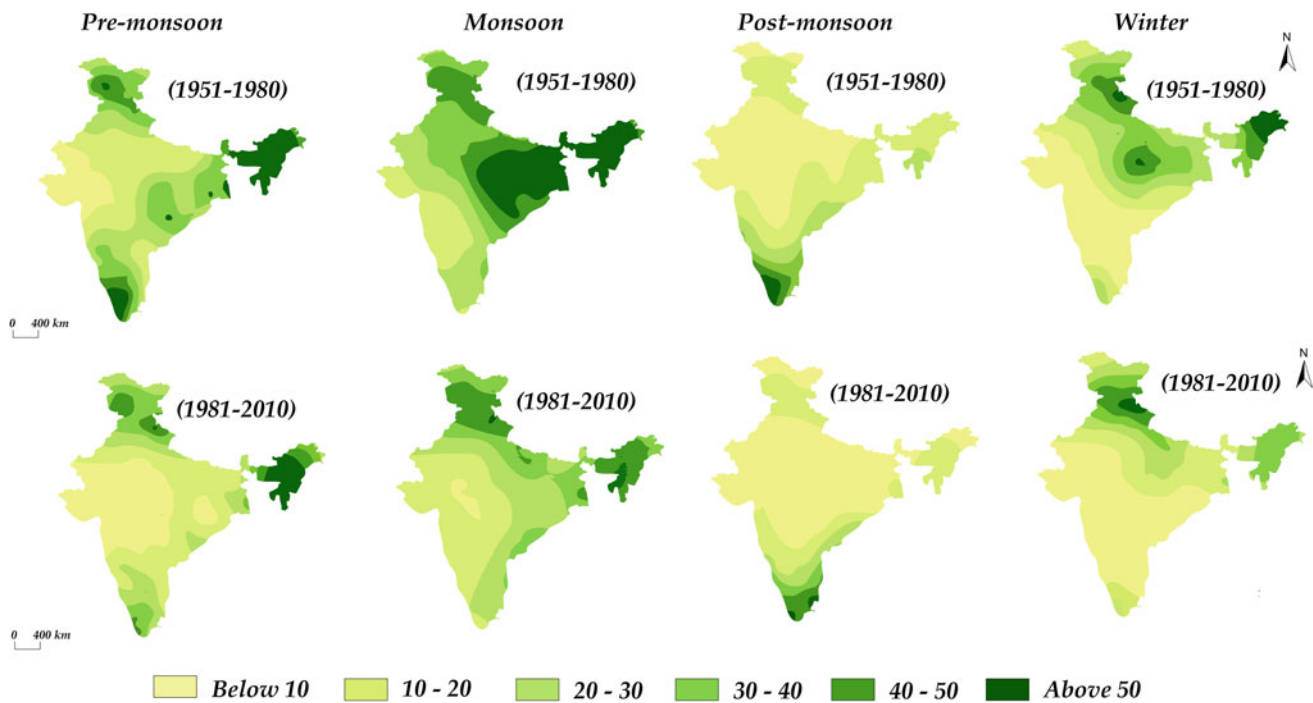 Pre-monsoon
Monsoon
Post-monsoon
Winter
N
(1951-1980)
(1951-1980)
(1951-1980)
(1951-1980)
0 400 km
N
(1981-2010)
(1981-2010)
(1981-2010)
(1981-2010)
0 400 km
Below 10
10 - 20
20 - 30
30 - 40
40 - 50
Above 50